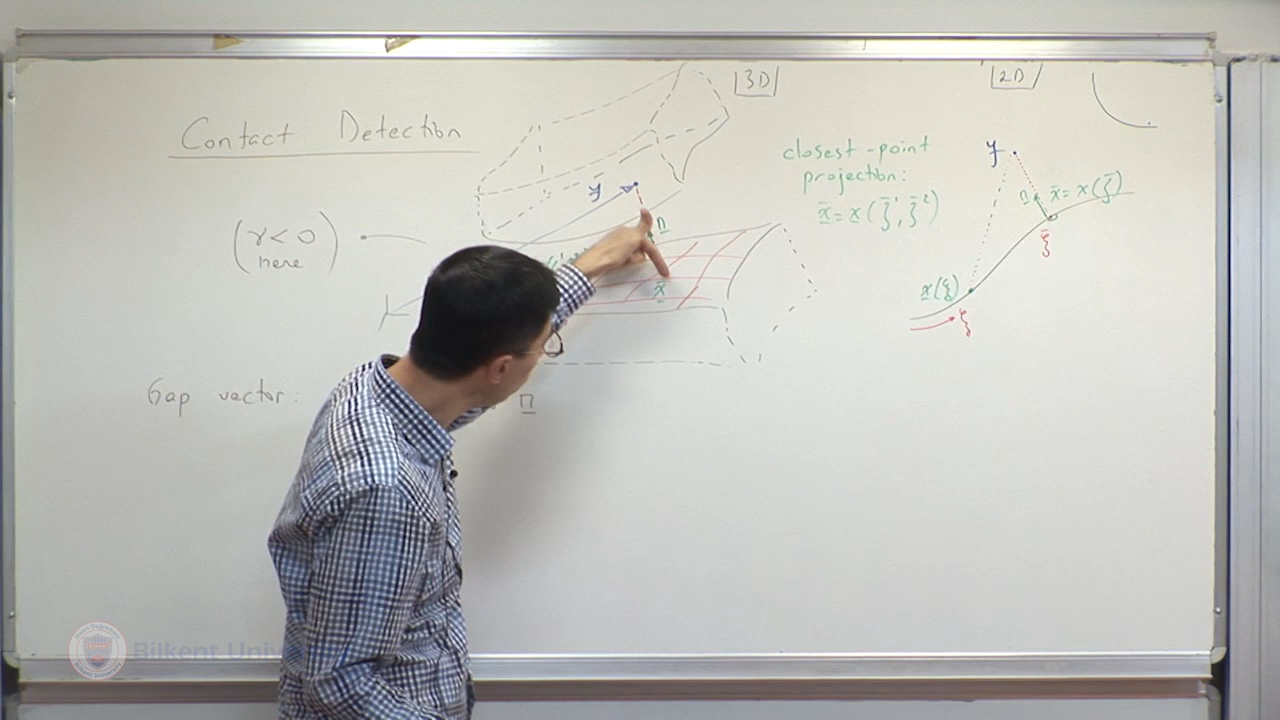 Contact Detection
3D
2D
closest-point
projection:
x̄ = x(ξ̄¹, ξ̄²)
y
n
x̄
y
n
x̄ = x(ξ̄)
ξ̄
x(ξ)
ξ
(γ < 0)
here
Gap vector:
n
Bilkent Univ